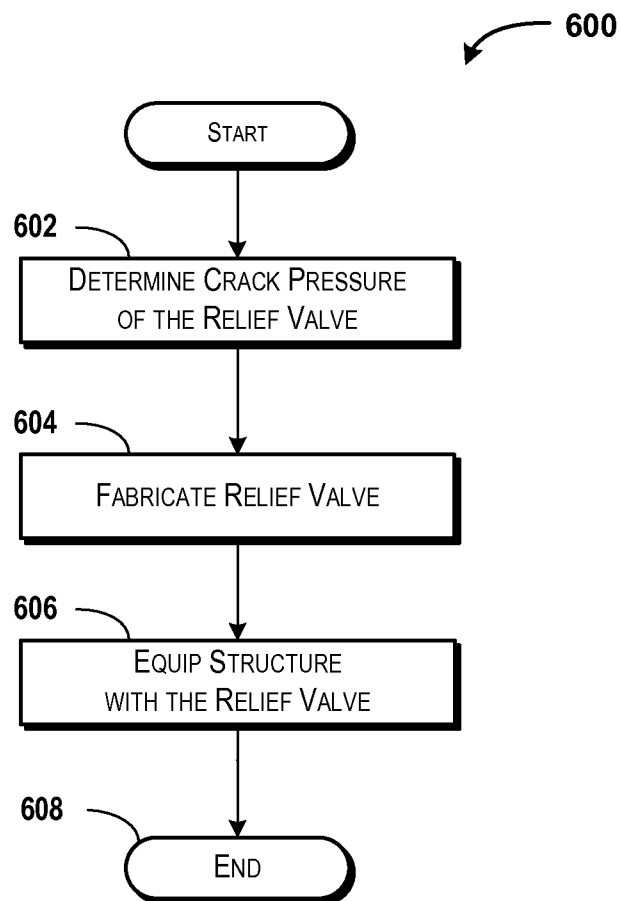 600
START
602
DETERMINE CRACK PRESSURE
OF THE RELIEF VALVE
604
FABRICATE RELIEF VALVE
606
EQUIP STRUCTURE
WITH THE RELIEF VALVE
608
END